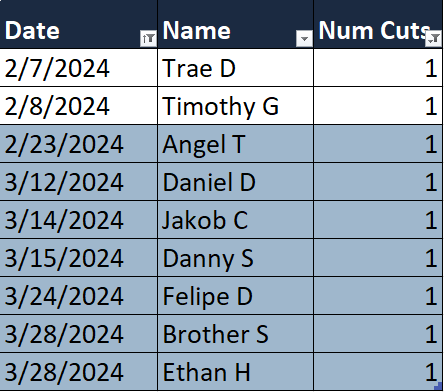 Date Name Num Cuts
2/7/2024 Trae D 1
2/8/2024 Timothy G 1
2/23/2024 Angel T 1
3/12/2024 Daniel D 1
3/14/2024 Jakob C 1
3/15/2024 Danny S 1
3/24/2024 Felipe D 1
3/28/2024 Brother S 1
3/28/2024 Ethan H 1